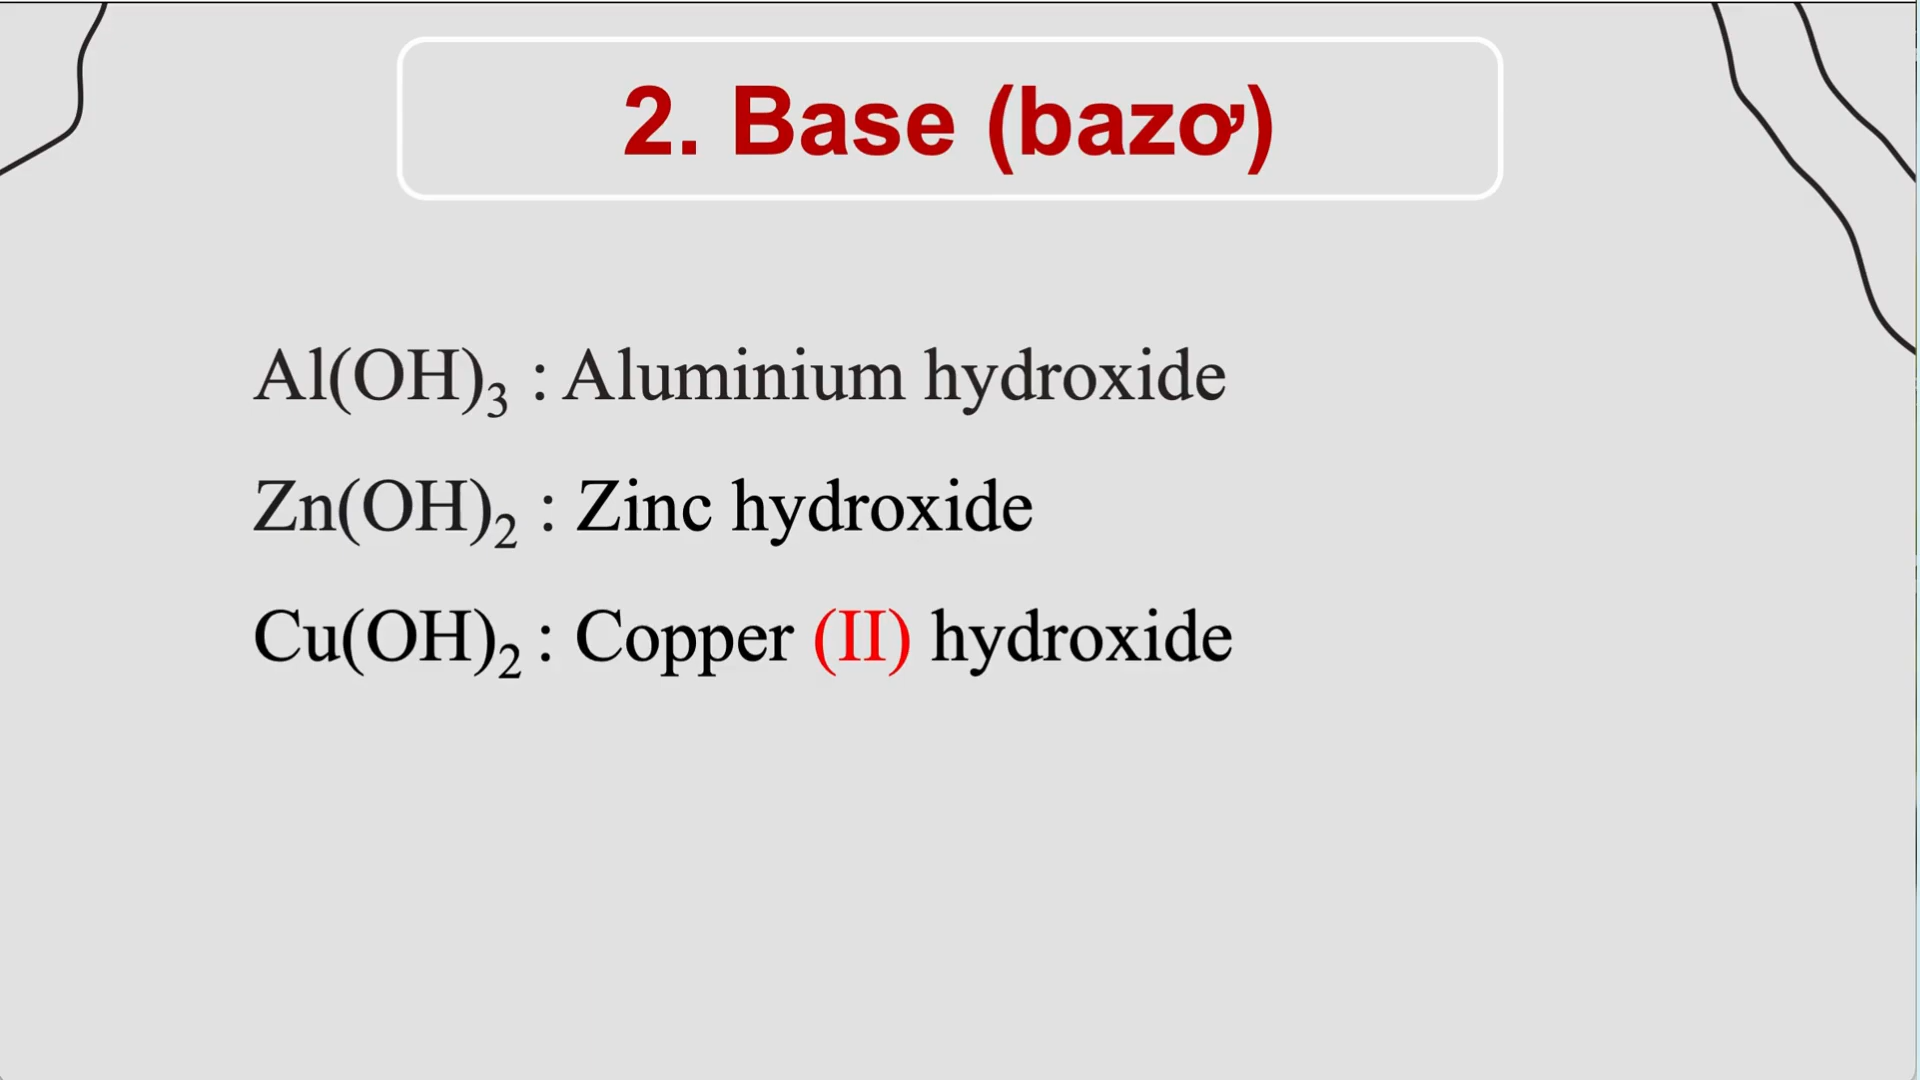 2. Base (bazơ)
Al(OH)₃ : Aluminium hydroxide
Zn(OH)₂ : Zinc hydroxide
Cu(OH)₂ : Copper (II) hydroxide